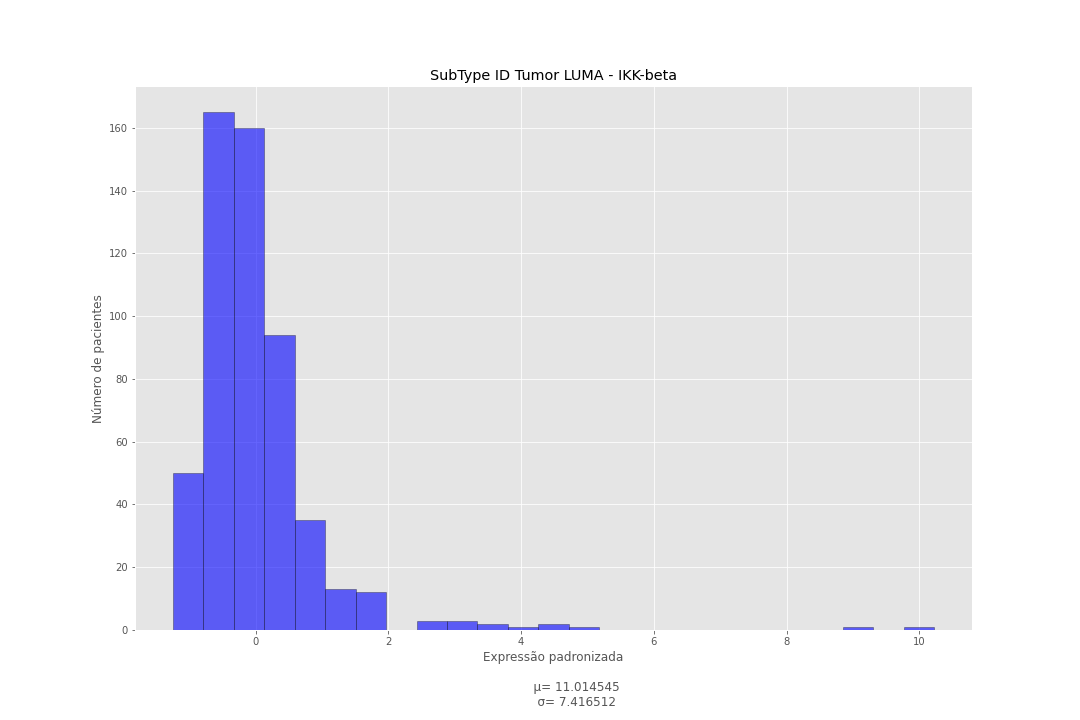 SubType ID Tumor LUMA - IKK-beta
Número de pacientes
160
140
120
100
80
60
40
20
0
0 2 4 6 8 10
Expressão padronizada
μ= 11.014545
σ= 7.416512